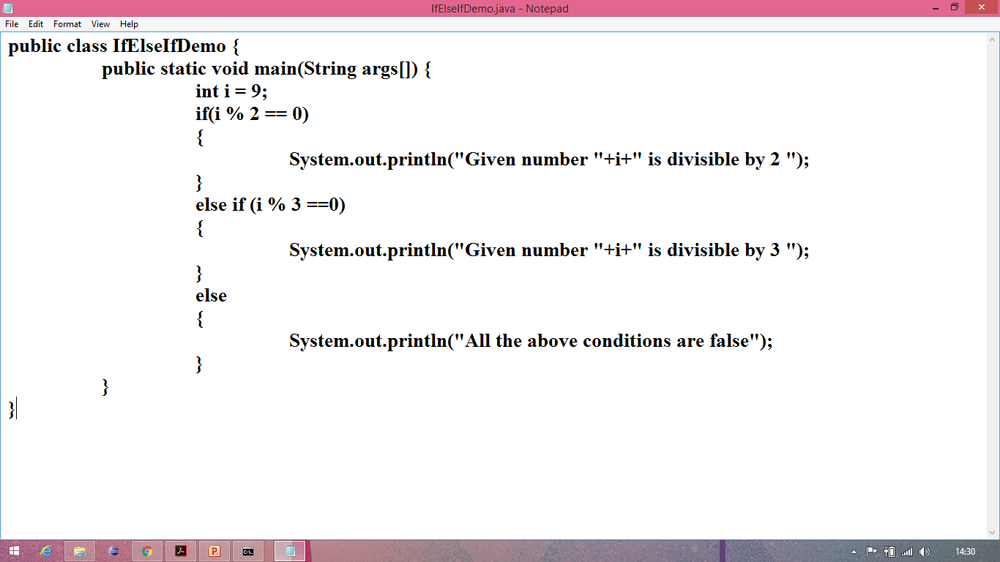 IfElseIfDemo.java - Notepad
File Edit Format View Help
public class IfElseIfDemo {
public static void main(String args[]) {
int i = 9;
if(i % 2 == 0)
{
System.out.println("Given number "+i+" is divisible by 2 ");
}
else if (i % 3 ==0)
{
System.out.println("Given number "+i+" is divisible by 3 ");
}
else
{
System.out.println("All the above conditions are false");
}
}
}
14:30